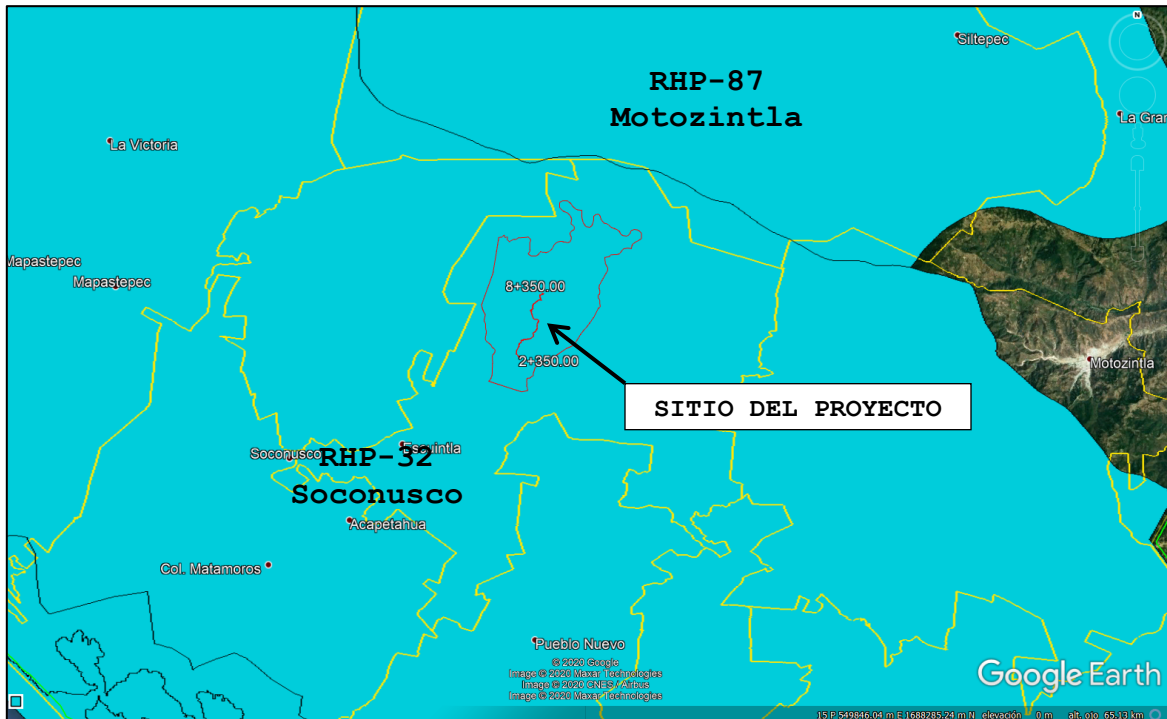 N
Siltepec
RHP-87
Motozintla
La Gran
La Victoria
Mapastepec
Mapastepec
8+350.00
2+350.00
Motozintla
SITIO DEL PROYECTO
Escuintla
Soconusco
RHP-32
Soconusco
Acapetahua
Col. Matamoros
Pueblo Nuevo
© 2020 Google
Image © 2020 Maxar Technologies
Image © 2020 CNES / Airbus
Image © 2020 Maxar Technologies
Google Earth
15 P 549846.04 m E 1688285.24 m N elevación 0 m alt. ojo 65.13 km